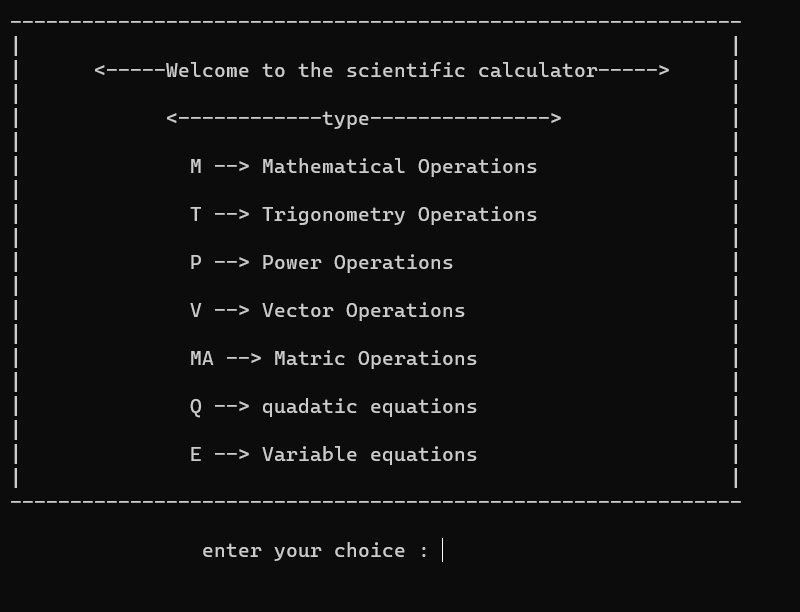 -------------------------------------------------------------
<-----Welcome to the scientific calculator----->
<------------type--------------->
M --> Mathematical Operations
T --> Trigonometry Operations
P --> Power Operations
V --> Vector Operations
MA --> Matric Operations
Q --> quadatic equations
E --> Variable equations
-------------------------------------------------------------
enter your choice :